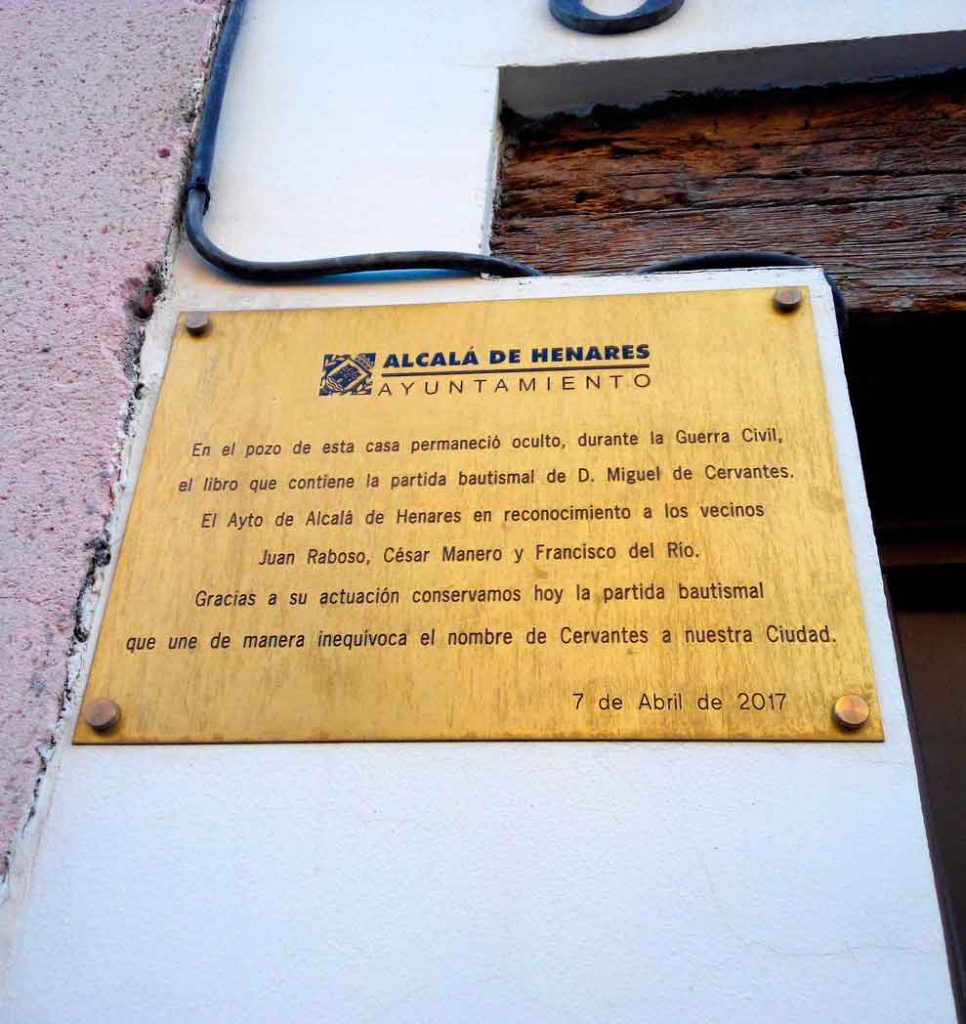 ALCALÁ DE HENARES
AYUNTAMIENTO
En el pozo de esta casa permaneció oculto, durante la Guerra Civil,
el libro que contiene la partida bautismal de D. Miguel de Cervantes.
El Ayto de Alcalá de Henares en reconocimiento a los vecinos
Juan Raboso, César Manero y Francisco del Río.
Gracias a su actuación conservamos hoy la partida bautismal
que une de manera inequívoca el nombre de Cervantes a nuestra Ciudad.
7 de Abril de 2017